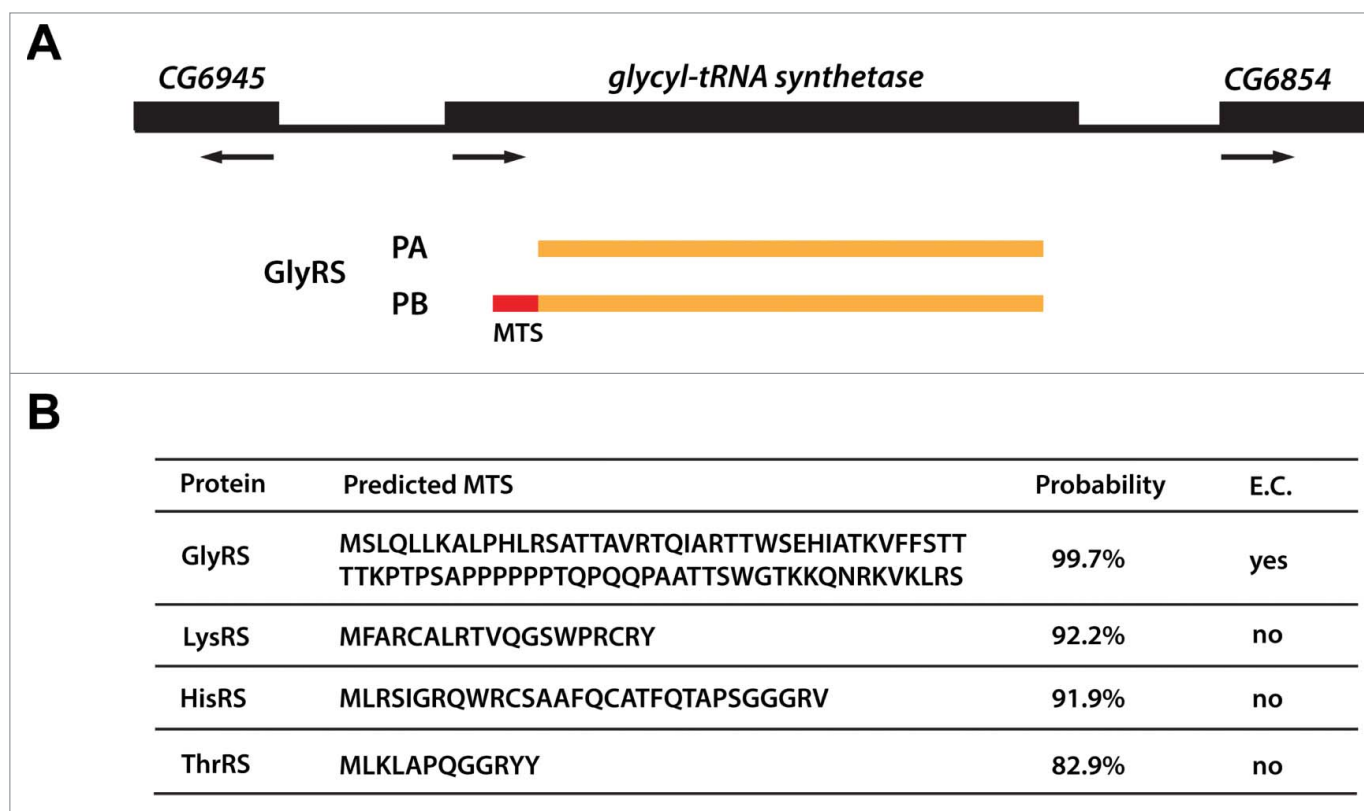 A
CG6945 glycyl-tRNA synthetase CG6854
PA
GlyRS
PB
MTS
B
Protein Predicted MTS Probability E.C.
GlyRS MSLQLLKALPHLRSATTAVRTQIARTTWSEHIATKVFFSTT 99.7% yes
TTKPTPSAPPPPPPTQPQQPAATTSWGTKKQNRKVKLRS
LysRS MFARCALRTVQGSWPRCRY 92.2% no
HisRS MLRSIGRQWRCSAAFQCATFQTAPSGGGRV 91.9% no
ThrRS MLKLAPQGGRYY 82.9% no